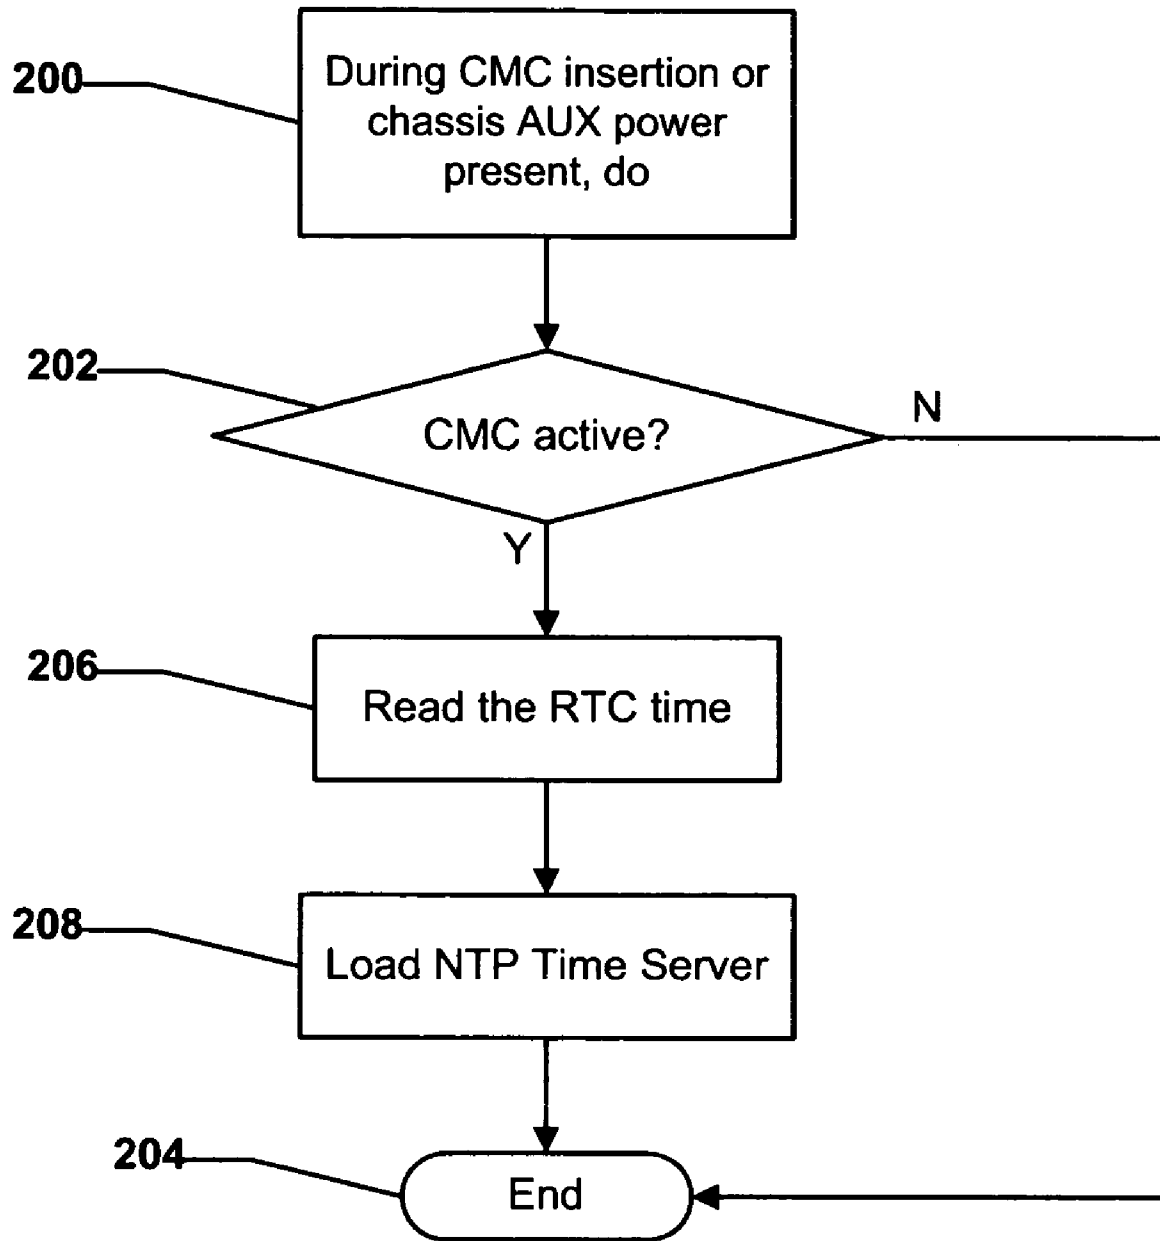 200
During CMC insertion or
chassis AUX power
present, do
202
CMC active?
N
Y
206
Read the RTC time
208
Load NTP Time Server
204
End